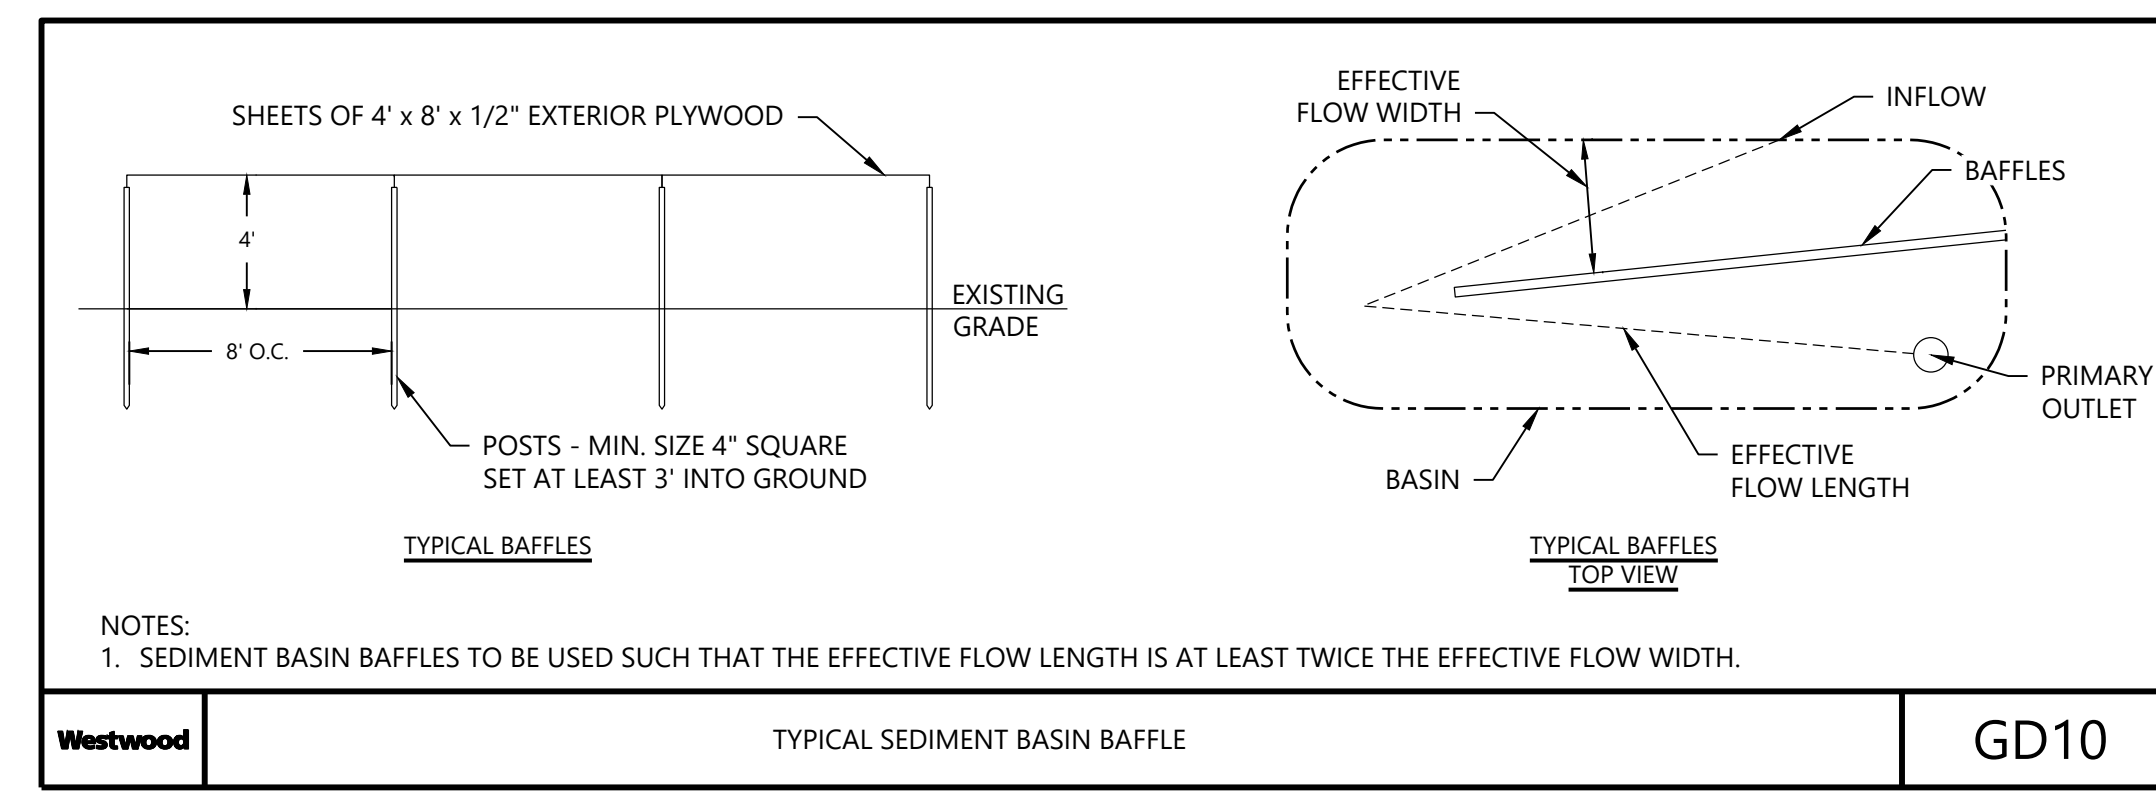 SHEETS OF 4' x 8' x 1/2" EXTERIOR PLYWOOD
4'
EXISTING
GRADE
8' O.C.
POSTS - MIN. SIZE 4" SQUARE
SET AT LEAST 3' INTO GROUND
TYPICAL BAFFLES
EFFECTIVE
FLOW WIDTH
INFLOW
BAFFLES
PRIMARY
OUTLET
EFFECTIVE
FLOW LENGTH
BASIN
TYPICAL BAFFLES
TOP VIEW
NOTES:
1. SEDIMENT BASIN BAFFLES TO BE USED SUCH THAT THE EFFECTIVE FLOW LENGTH IS AT LEAST TWICE THE EFFECTIVE FLOW WIDTH.
Westwood
TYPICAL SEDIMENT BASIN BAFFLE
GD10